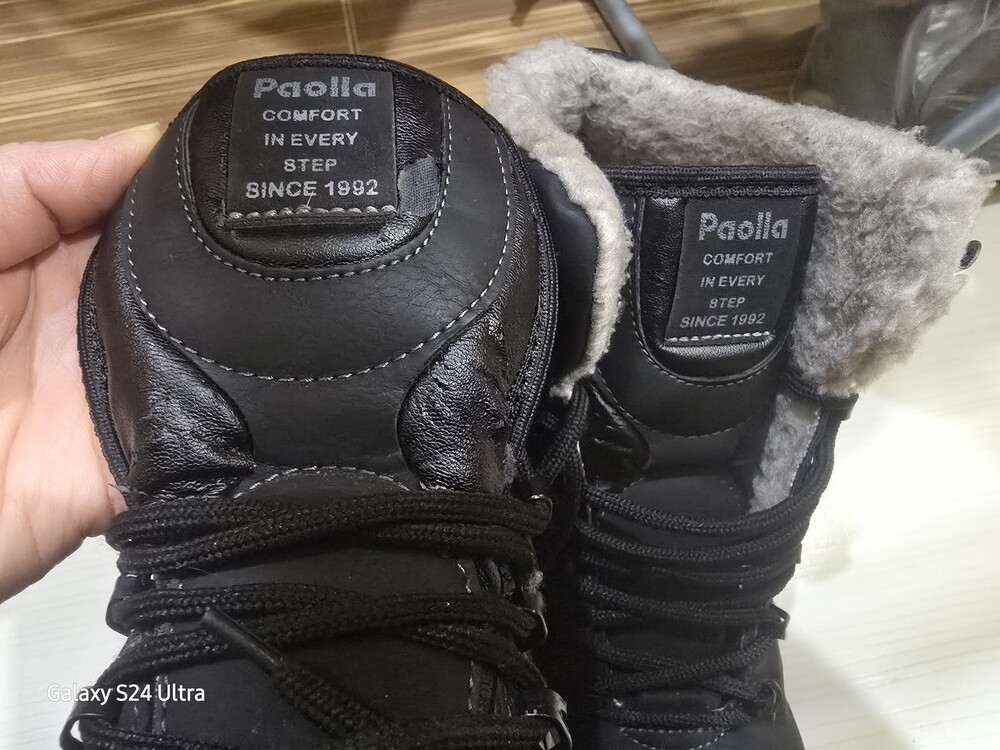 Paolla
COMFORT
IN EVERY
STEP
SINCE 1992
Paolla
COMFORT
IN EVERY
STEP
SINCE 1992
Galaxy S24 Ultra